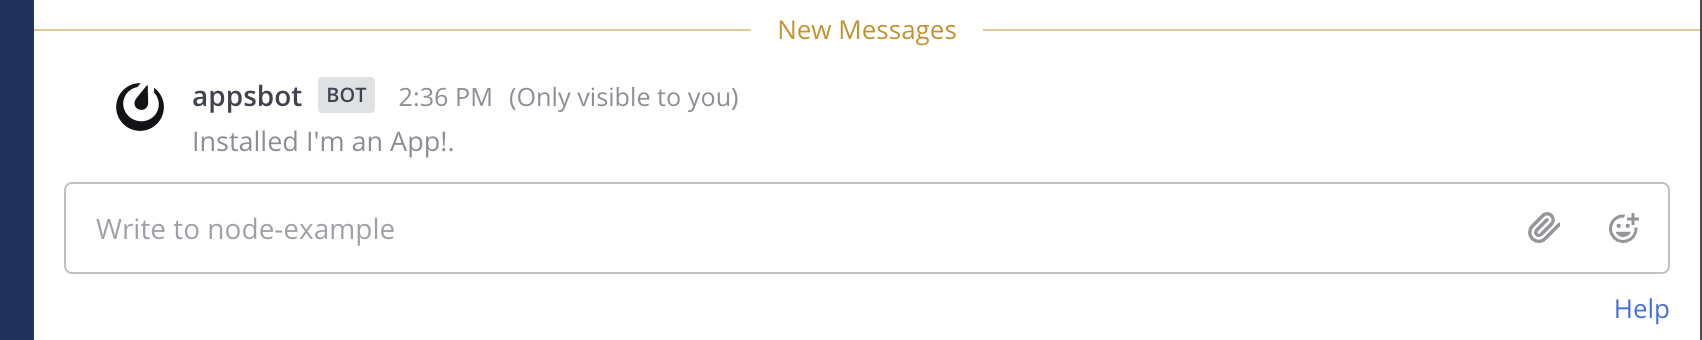 New Messages
appsbot BOT 2:36 PM (Only visible to you)
Installed I'm an App!.
Write to node-example
Help